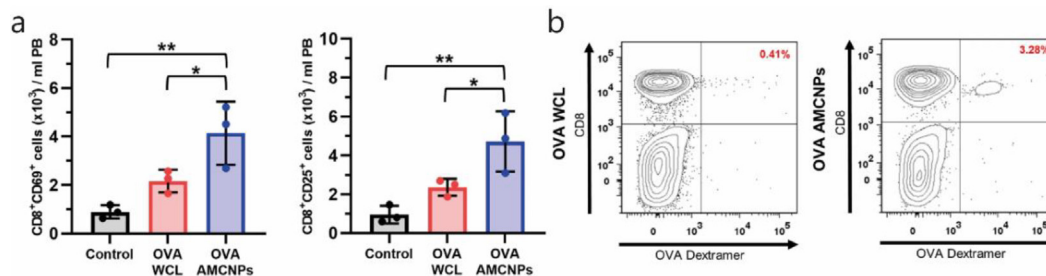 a
CD8+CD69+ cells (x10³) / ml PB
8
6
4
2
0
**
*
Control
OVA WCL
OVA AMCNPs
CD8+CD25+ cells (x10³) / ml PB
10
8
6
4
2
0
**
*
Control
OVA WCL
OVA AMCNPs
b
OVA WCL
CD8
10⁵
10⁴
10³
10²
0
0.41%
0
10³
10⁴
10⁵
OVA Dextramer
OVA AMCNPs
CD8
10⁵
10⁴
10³
10²
0
3.28%
0
10³
10⁴
10
OVA Dextramer